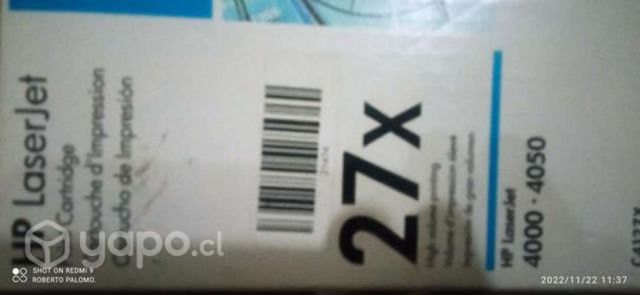 HP LaserJet
Cartridge
Cartouche d'Impression
Cartucho de Impresión
27X
High volume printing
HP LaserJet
4000 · 4050
yapo.cl
SHOT ON REDMI 9
ROBERTO PALOMO.
2022/11/22 11:37